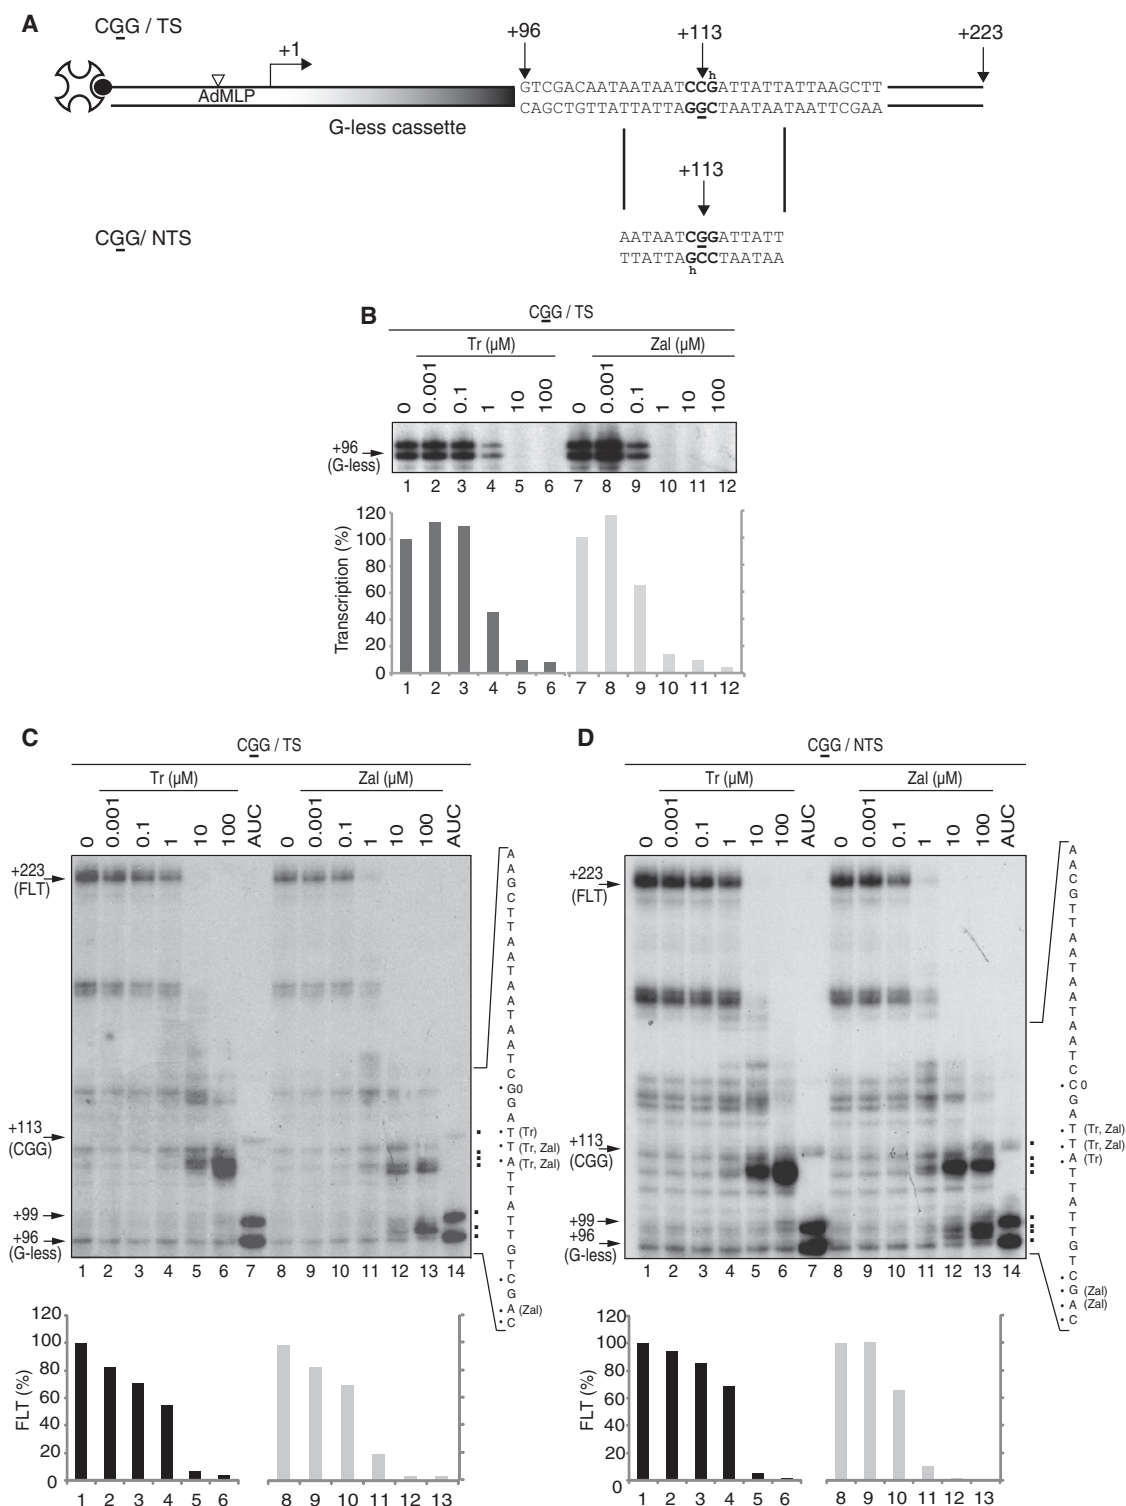 A
CGG / TS
+1
+96
+113
+223
h
AdMLP
GTCGACAATAATAATCCGATTATTATTAAGCTT
CAGCTGTTATTATTAGGCTAATAATAATTCGAA
G-less cassette
+113
CGG/ NTS
AATAATCGGATTATT
TTATTAGCCTAATAA
h
B
CGG / TS
Tr (µM)
Zal (µM)
0 0.001 0.1 1 10 100 0 0.001 0.1 1 10 100
+96
(G-less)
1 2 3 4 5 6 7 8 9 10 11 12
Transcription (%)
120
100
80
60
40
20
0
1 2 3 4 5 6 7 8 9 10 11 12
C
CGG / TS
Tr (µM)
Zal (µM)
0 0.001 0.1 1 10 100 AUC 0 0.001 0.1 1 10 100 AUC
+223
(FLT)
+113
(CGG)
+99
+96
(G-less)
A
A
G
C
T
T
A
A
T
A
A
T
A
A
T
C
G0
G
A
T (Tr)
T (Tr, Zal)
A (Tr, Zal)
T
T
A
T
T
G
T
C
G
A (Zal)
C
1 2 3 4 5 6 7 8 9 10 11 12 13 14
FLT (%)
120
100
80
60
40
20
0
1 2 3 4 5 6 8 9 10 11 12 13
D
CGG / NTS
Tr (µM)
Zal (µM)
0 0.001 0.1 1 10 100 AUC 0 0.001 0.1 1 10 100 AUC
+223
(FLT)
+113
(CGG)
+99
+96
(G-less)
A
A
C
G
T
T
A
A
T
A
A
T
A
A
T
C
C0
G
A
T (Tr, Zal)
T (Tr, Zal)
A (Tr)
T
T
A
T
T
G
T
C
G (Zal)
A (Zal)
C
1 2 3 4 5 6 7 8 9 10 11 12 13 14
FLT (%)
120
100
80
60
40
20
0
1 2 3 4 5 6 8 9 10 11 12 13